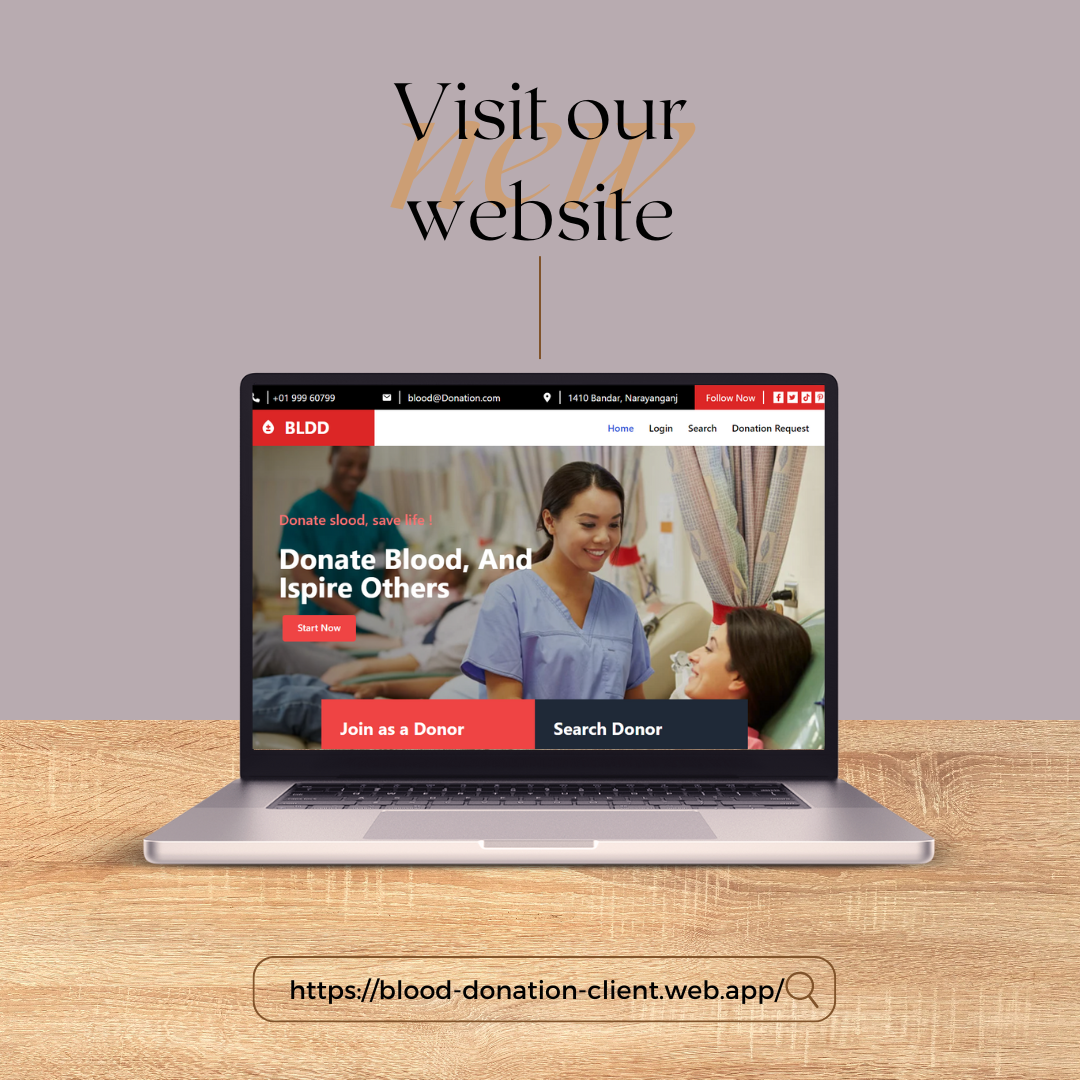 Visit our
new
website
+01 999 60799
blood@Donation.com
1410 Bandar, Narayanganj
Follow Now
BLDD
Home
Login
Search
Donation Request
Donate slood, save life !
Donate Blood, And
Ispire Others
Start Now
Join as a Donor
Search Donor
https://blood-donation-client.web.app/